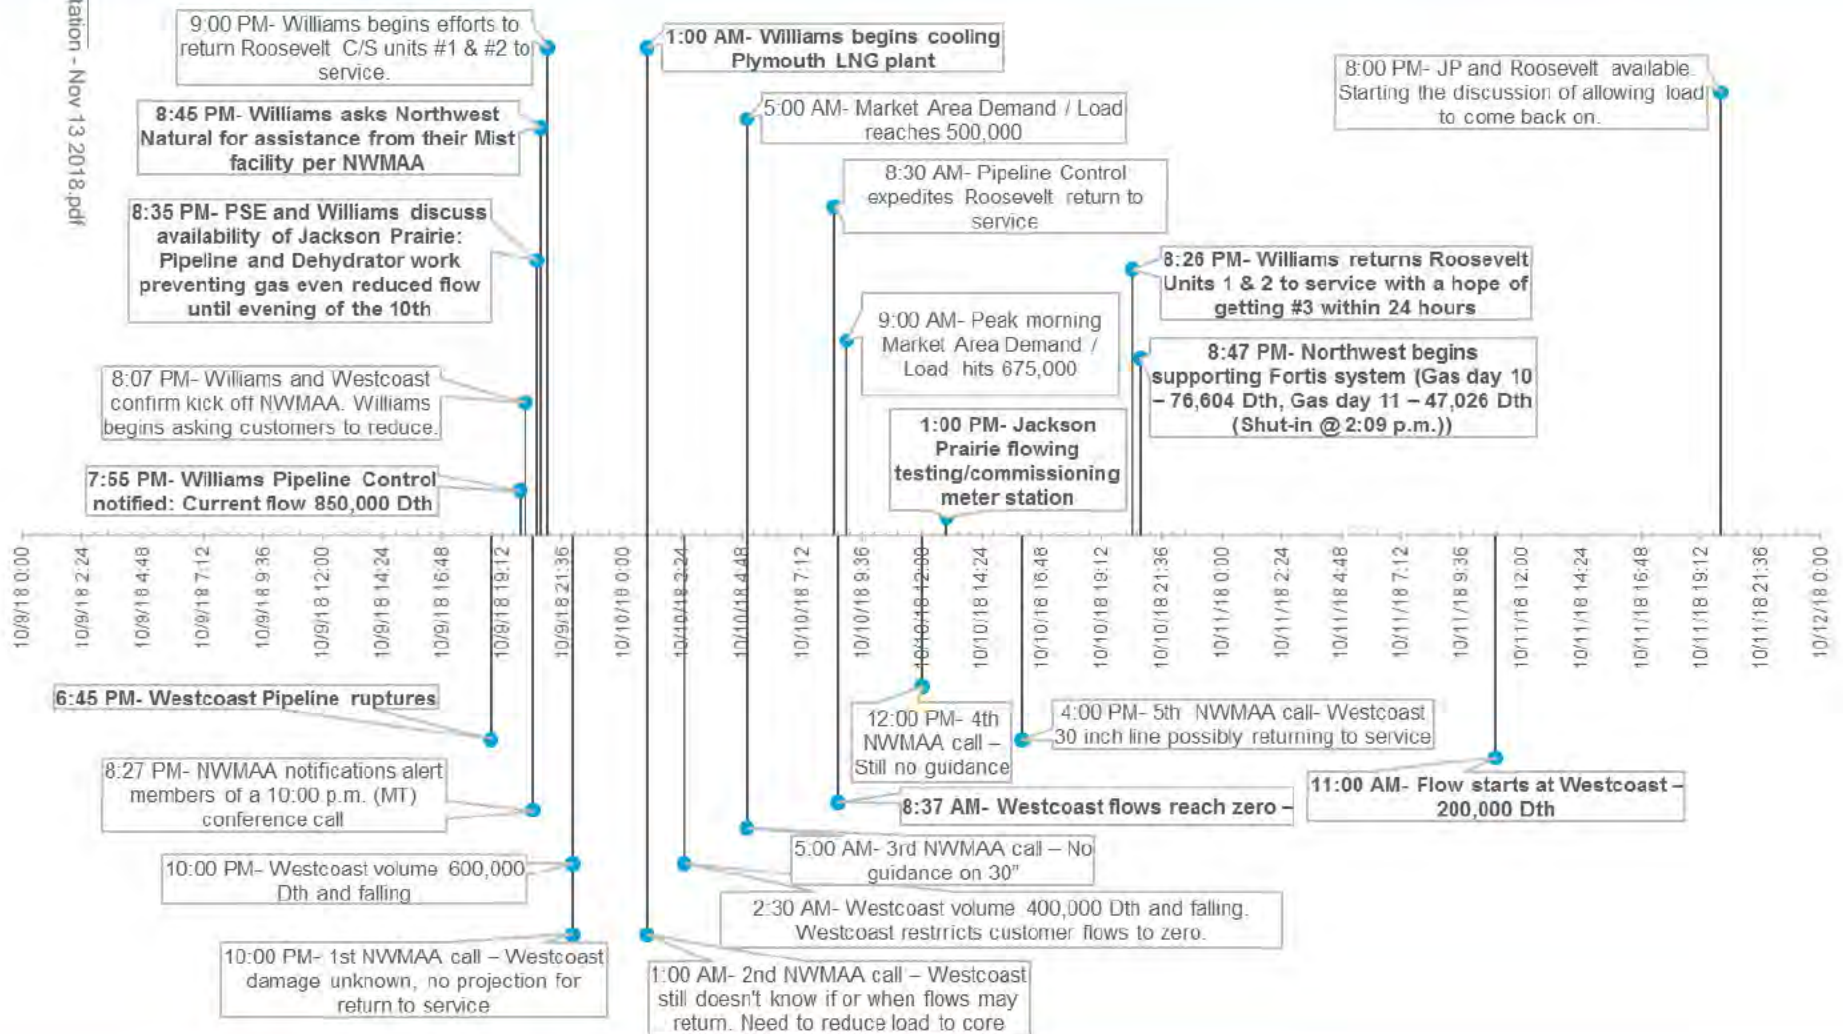 tation - Nov 13 2018.pdf
9:00 PM- Williams begins efforts to
return Roosevelt C/S units #1 & #2 to
service.
1:00 AM- Williams begins cooling
Plymouth LNG plant
8:00 PM- JP and Roosevelt available.
Starting the discussion of allowing load
to come back on.
8:45 PM- Williams asks Northwest
Natural for assistance from their Mist
facility per NWMAA
5:00 AM- Market Area Demand / Load
reaches 500,000
8:30 AM- Pipeline Control
expedites Roosevelt return to
service
8:35 PM- PSE and Williams discuss
availability of Jackson Prairie:
Pipeline and Dehydrator work
preventing gas even reduced flow
until evening of the 10th
8:26 PM- Williams returns Roosevelt
Units 1 & 2 to service with a hope of
getting #3 within 24 hours
9:00 AM- Peak morning
Market Area Demand /
Load hits 675,000
8:47 PM- Northwest begins
supporting Fortis system (Gas day 10
– 76,604 Dth, Gas day 11 – 47,026 Dth
(Shut-in @ 2:09 p.m.))
8:07 PM- Williams and Westcoast
confirm kick off NWMAA. Williams
begins asking customers to reduce.
1:00 PM- Jackson
Prairie flowing
testing/commissioning
meter station
7:55 PM- Williams Pipeline Control
notified: Current flow 850,000 Dth
10/9/18 0:00
10/9/18 2:24
10/9/18 4:48
10/9/18 7:12
10/9/18 9:36
10/9/18 12:00
10/9/18 14:24
10/9/18 16:48
10/9/18 19:12
10/9/18 21:36
10/10/18 0:00
10/10/18 2:24
10/10/18 4:48
10/10/18 7:12
10/10/18 9:36
10/10/18 12:00
10/10/18 14:24
10/10/18 16:48
10/10/18 19:12
10/10/18 21:36
10/11/18 0:00
10/11/18 2:24
10/11/18 4:48
10/11/18 7:12
10/11/18 9:36
10/11/18 12:00
10/11/18 14:24
10/11/18 16:48
10/11/18 19:12
10/11/18 21:36
10/12/18 0:00
6:45 PM- Westcoast Pipeline ruptures
12:00 PM- 4th
NWMAA call –
Still no guidance
4:00 PM- 5th NWMAA call- Westcoast
30 inch line possibly returning to service
8:27 PM- NWMAA notifications alert
members of a 10:00 p.m. (MT)
conference call
11:00 AM- Flow starts at Westcoast –
200,000 Dth
8:37 AM- Westcoast flows reach zero –
5:00 AM- 3rd NWMAA call – No
guidance on 30"
10:00 PM- Westcoast volume 600,000
Dth and falling
2:30 AM- Westcoast volume 400,000 Dth and falling.
Westcoast restrricts customer flows to zero.
10:00 PM- 1st NWMAA call – Westcoast
damage unknown, no projection for
return to service
1:00 AM- 2nd NWMAA call – Westcoast
still doesn't know if or when flows may
return. Need to reduce load to core